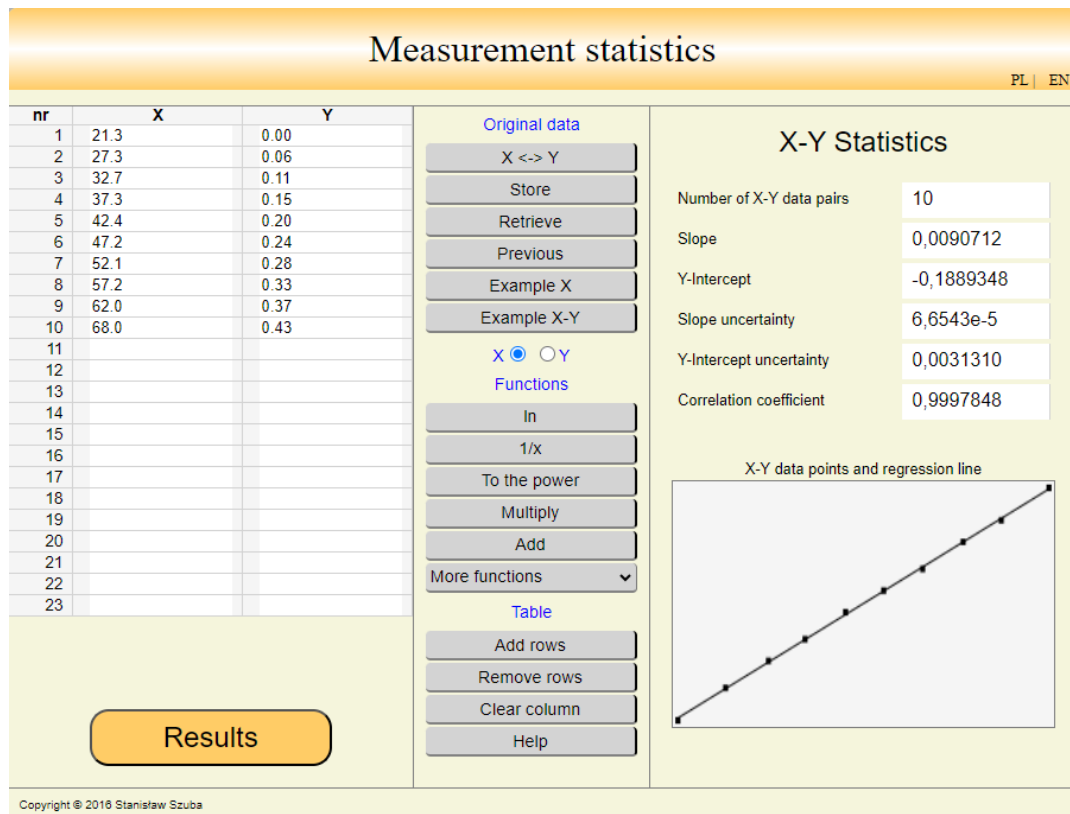 Measurement statistics
PL | EN
nr X Y
1 21.3 0.00
2 27.3 0.06
3 32.7 0.11
4 37.3 0.15
5 42.4 0.20
6 47.2 0.24
7 52.1 0.28
8 57.2 0.33
9 62.0 0.37
10 68.0 0.43
11
12
13
14
15
16
17
18
19
20
21
22
23
Results
Original data
X <-> Y
Store
Retrieve
Previous
Example X
Example X-Y
X Y
Functions
ln
1/x
To the power
Multiply
Add
More functions
Table
Add rows
Remove rows
Clear column
Help
X-Y Statistics
Number of X-Y data pairs 10
Slope 0,0090712
Y-Intercept -0,1889348
Slope uncertainty 6,6543e-5
Y-Intercept uncertainty 0,0031310
Correlation coefficient 0,9997848
X-Y data points and regression line
Copyright © 2016 Stanisław Szuba